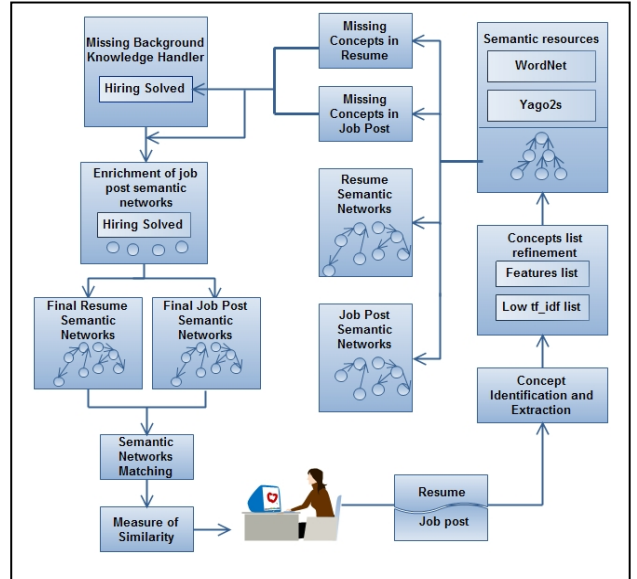 Missing Background
Knowledge Handler
Hiring Solved
Missing
Concepts in
Resume
Missing
Concepts in
Job Post
Semantic resources
WordNet
Yago2s
Enrichment of job
post semantic
networks
Hiring Solved
Resume
Semantic
Networks
Concepts list
refinement
Features list
Low tf_idf list
Final Resume
Semantic
Networks
Final Job Post
Semantic
Networks
Job Post
Semantic
Networks
Concept
Identification and
Extraction
Semantic
Networks
Matching
Measure of
Similarity
Resume
Job post